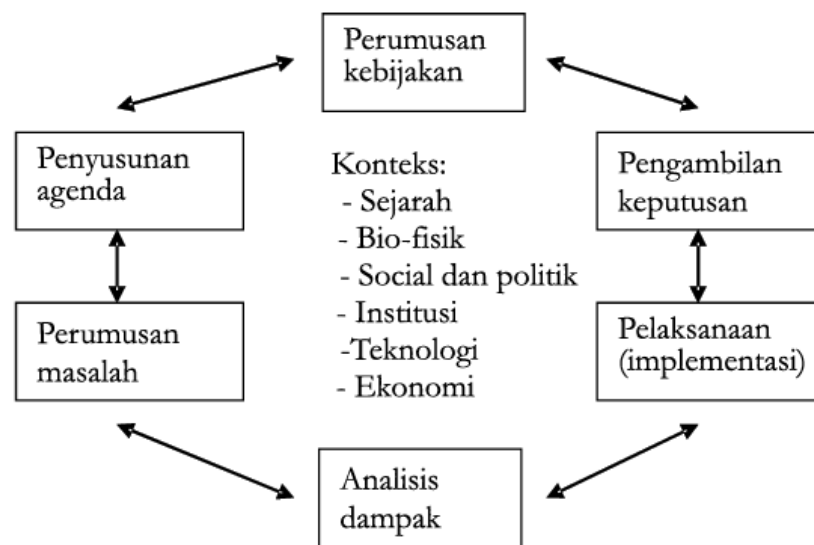 Perumusan
kebijakan
Penyusunan
agenda
Konteks:
- Sejarah
- Bio-fisik
- Social dan politik
- Institusi
-Teknologi
- Ekonomi
Pengambilan
keputusan
Perumusan
masalah
Pelaksanaan
(implementasi)
Analisis
dampak